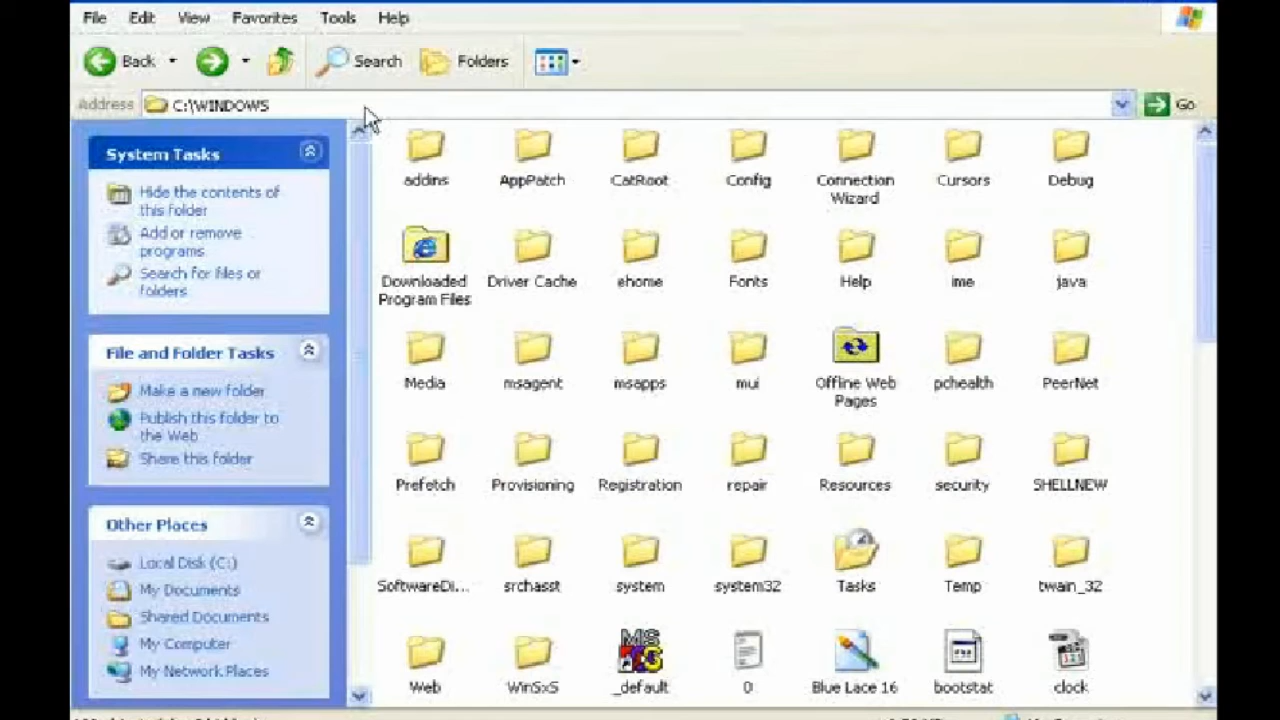 File Edit View Favorites Tools Help
Back Search Folders
Address C:\WINDOWS Go
System Tasks
Hide the contents of
this folder
Add or remove
programs
Search for files or
folders
File and Folder Tasks
Make a new folder
Publish this folder to
the Web
Share this folder
Other Places
Local Disk (C:)
My Documents
Shared Documents
My Computer
My Network Places
addins AppPatch CatRoot Config Connection Cursors Debug
Wizard
Downloaded Driver Cache ehome Fonts Help ime java
Program Files
Media msagent msapps mui Offline Web pchealth PeerNet
Pages
Prefetch Provisioning Registration repair Resources security SHELLNEW
SoftwareDi... srchasst system system32 Tasks Temp twain_32
Web WinSxS _default 0 Blue Lace 16 bootstat clock